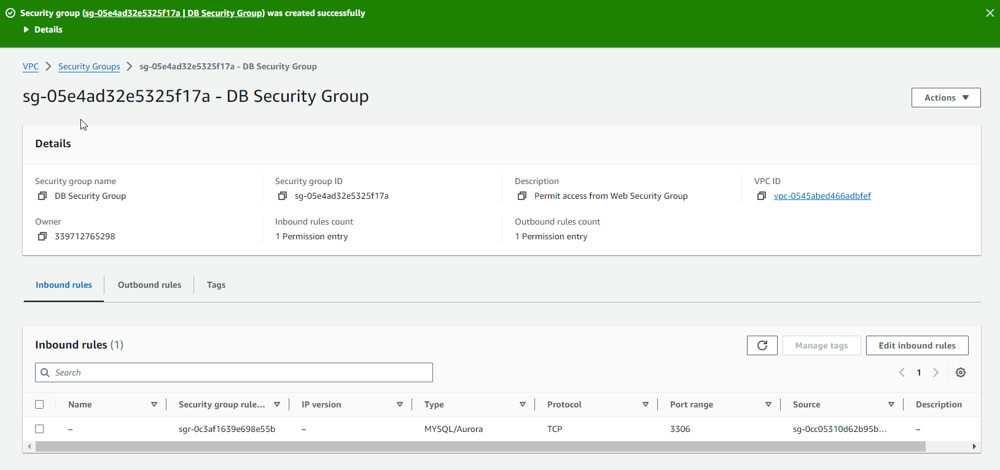 Security group (sg-05e4ad32e5325f17a | DB Security Group) was created successfully
Details
VPC
Security Groups
sg-05e4ad32e5325f17a - DB Security Group
sg-05e4ad32e5325f17a - DB Security Group
Actions
Details
Security group name
Security group ID
Description
VPC ID
DB Security Group
sg-05e4ad32e5325f17a
Permit access from Web Security Group
vpc-0545abed466adbfef
Owner
Inbound rules count
Outbound rules count
339712765298
1 Permission entry
1 Permission entry
Inbound rules
Outbound rules
Tags
Inbound rules (1)
Manage tags
Edit inbound rules
Search
1
Name
Security group rule...
IP version
Type
Protocol
Port range
Source
Description
–
sgr-0c3af1639e698e55b
–
MYSQL/Aurora
TCP
3306
sg-0cc05310d62b95b...
–